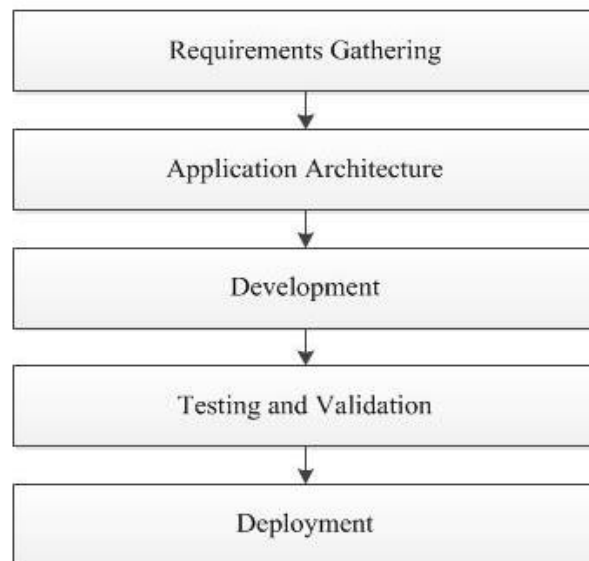 Requirements Gathering
Application Architecture
Development
Testing and Validation
Deployment